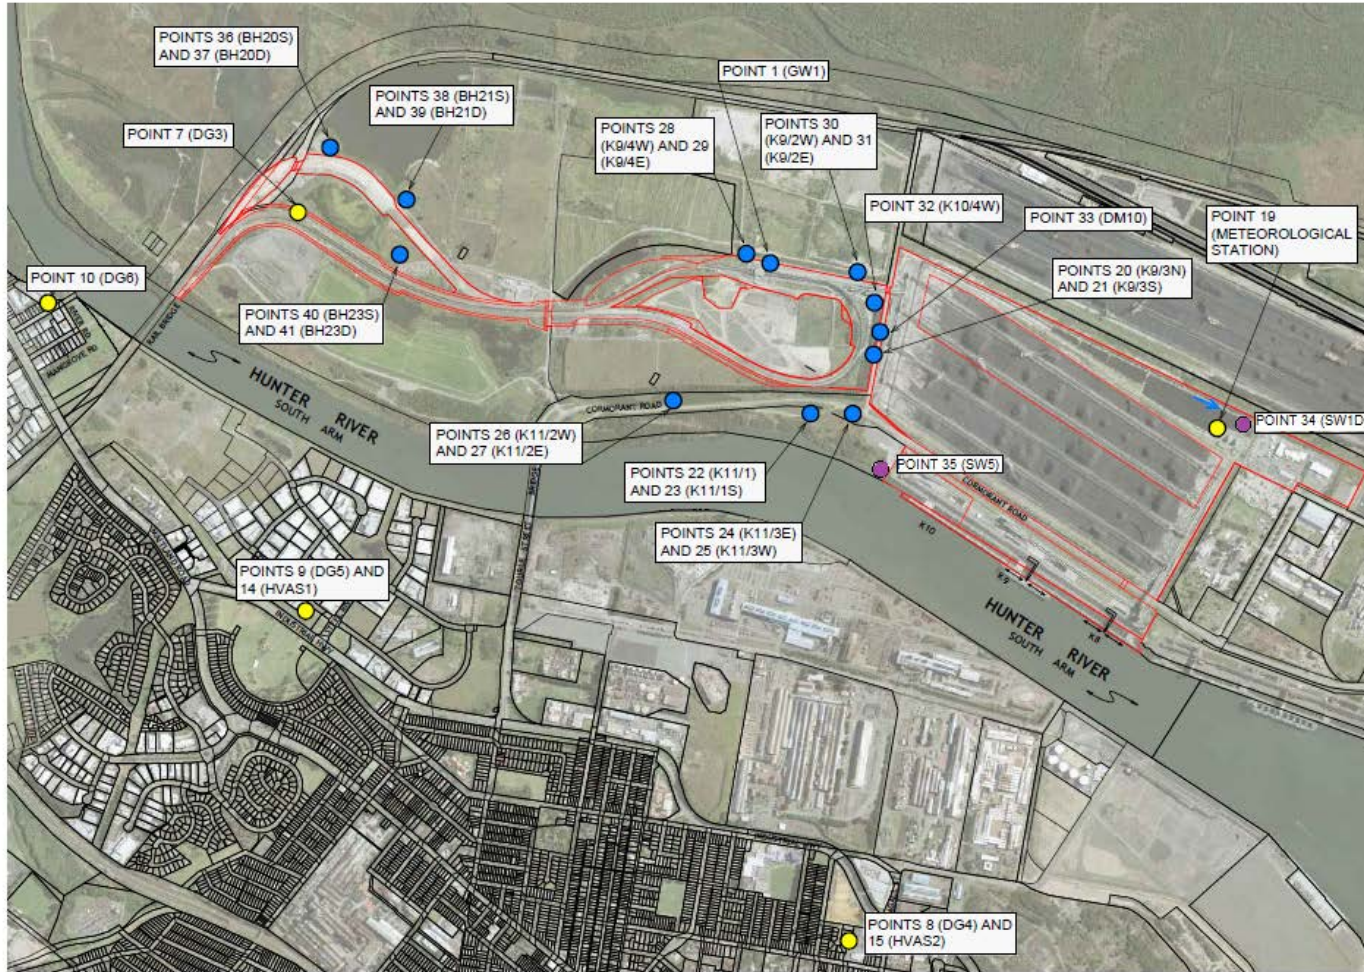 POINTS 36 (BH20S)
AND 37 (BH20D)
POINT 1 (GW1)
POINTS 38 (BH21S)
AND 39 (BH21D)
POINT 7 (DG3)
POINTS 28
(K9/4W) AND 29
(K9/4E)
POINTS 30
(K9/2W) AND 31
(K9/2E)
POINT 32 (K10/4W)
POINT 33 (DM10)
POINT 19
(METEOROLOGICAL
STATION)
POINT 10 (DG6)
POINTS 20 (K9/3N)
AND 21 (K9/3S)
POINTS 40 (BH23S)
AND 41 (BH23D)
RAIL BRIDGE
MANGROVE RD
HUNTER RIVER
SOUTH ARM
CORMORANT ROAD
POINT 34 (SW1D
POINTS 26 (K11/2W)
AND 27 (K11/2E)
POINTS 22 (K11/1)
AND 23 (K11/1S)
POINT 35 (SW5)
CORMORANT ROAD
POINTS 24 (K11/3E)
AND 25 (K11/3W)
K10
K9
K8
POINTS 9 (DG5) AND
14 (HVAS1)
HUNTER RIVER
SOUTH ARM
POINTS 8 (DG4) AND
15 (HVAS2)